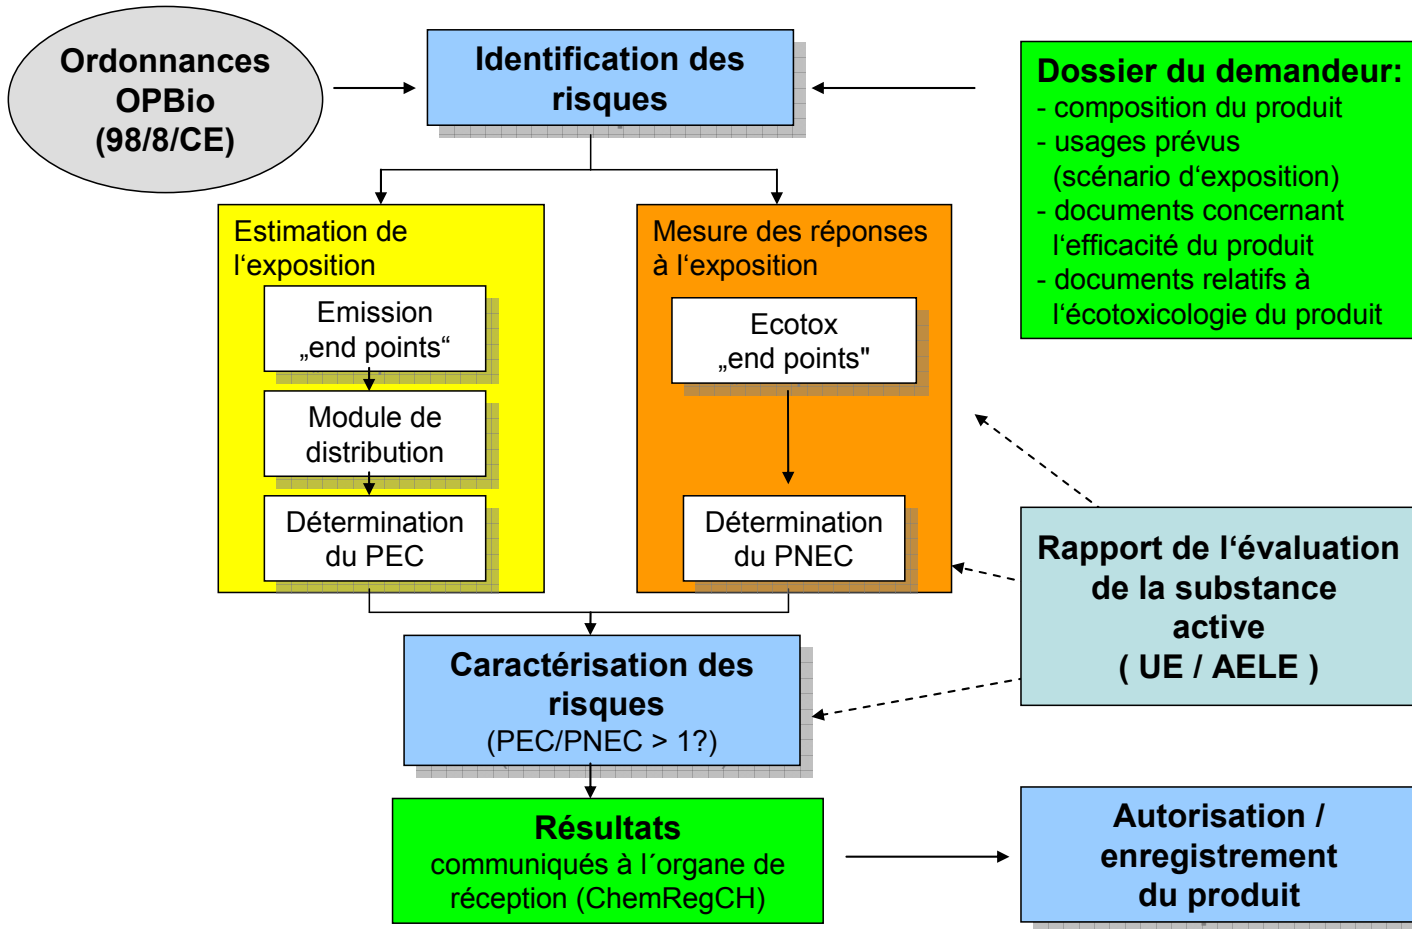 Ordonnances
OPBio
(98/8/CE)
Identification des
risques
Dossier du demandeur:
- composition du produit
- usages prévus
(scénario d‘exposition)
- documents concernant
l‘efficacité du produit
- documents relatifs à
l‘écotoxicologie du produit
Estimation de
l‘exposition
Emission
„end points“
Module de
distribution
Détermination
du PEC
Mesure des réponses
à l‘exposition
Ecotox
„end points"
Détermination
du PNEC
Rapport de l‘évaluation
de la substance
active
( UE / AELE )
Caractérisation des
risques
(PEC/PNEC > 1?)
Résultats
communiqués à l´organe de
réception (ChemRegCH)
Autorisation /
enregistrement
du produit